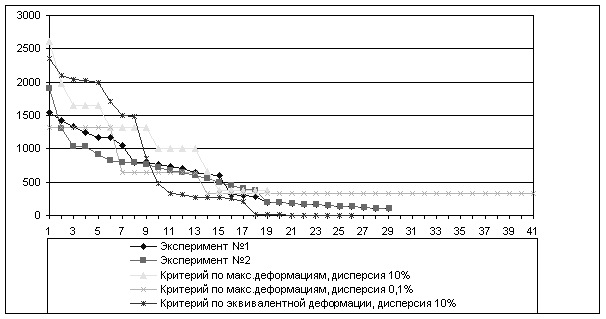 3000
2500
2000
1500
1000
500
0
1 3 5 7 9 11 13 15 17 19 21 23 25 27 29 31 33 35 37 39 41
Эксперимент №1
Эксперимент №2
Критерий по макс.деформациям, дисперсия 10%
Критерий по макс.деформациям, дисперсия 0,1%
Критерий по эквивалентной деформации, дисперсия 10%